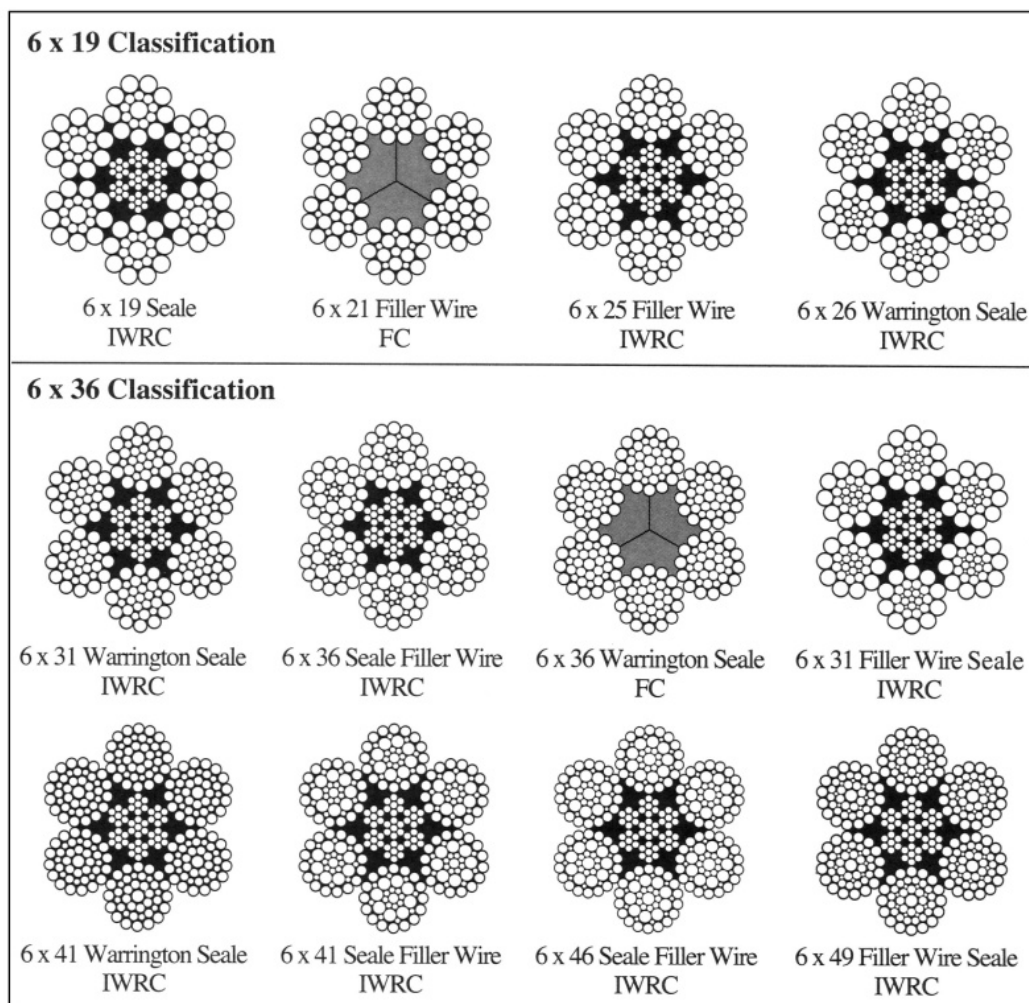 6 x 19 Classification
6 x 19 Seale
IWRC
6 x 21 Filler Wire
FC
6 x 25 Filler Wire
IWRC
6 x 26 Warrington Seale
IWRC
6 x 36 Classification
6 x 31 Warrington Seale
IWRC
6 x 36 Seale Filler Wire
IWRC
6 x 36 Warrington Seale
FC
6 x 31 Filler Wire Seale
IWRC
6 x 41 Warrington Seale
IWRC
6 x 41 Seale Filler Wire
IWRC
6 x 46 Seale Filler Wire
IWRC
6 x 49 Filler Wire Seale
IWRC